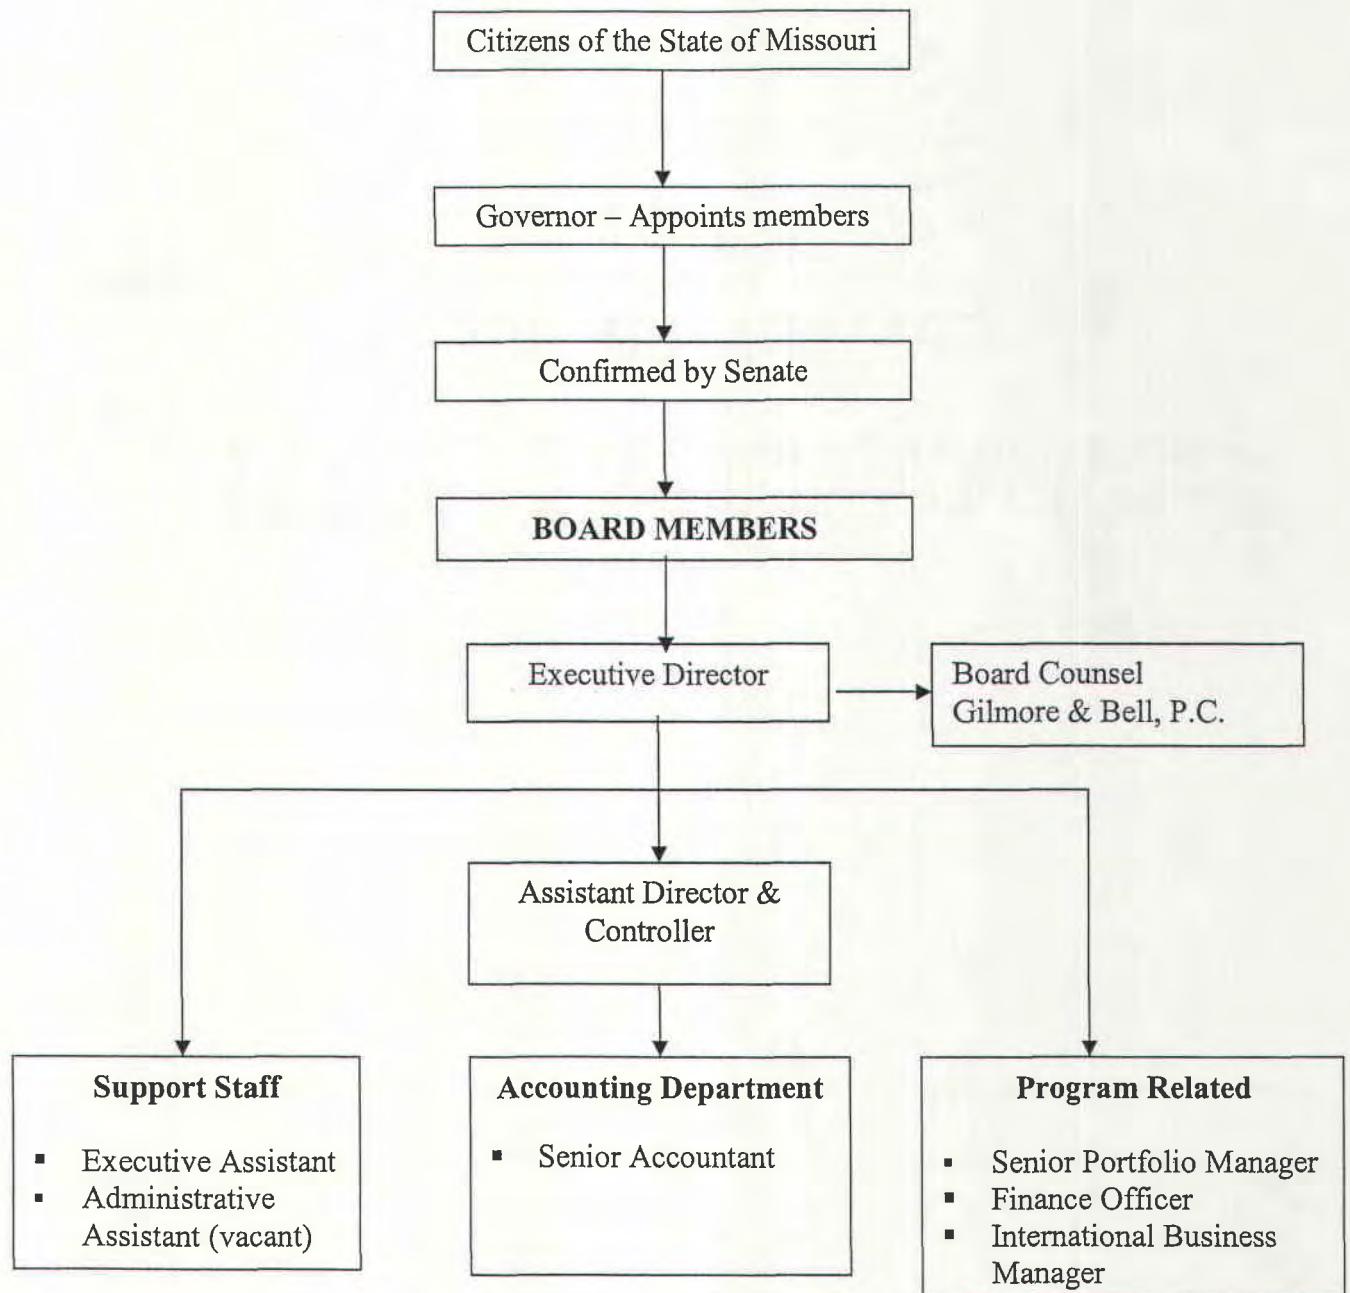 Citizens of the State of Missouri
Governor – Appoints members
Confirmed by Senate
BOARD MEMBERS
Executive Director
Board Counsel
Gilmore & Bell, P.C.
Assistant Director &
Controller
Support Staff
▪ Executive Assistant
▪ Administrative
Assistant (vacant)
Accounting Department
▪ Senior Accountant
Program Related
▪ Senior Portfolio Manager
▪ Finance Officer
▪ International Business
Manager